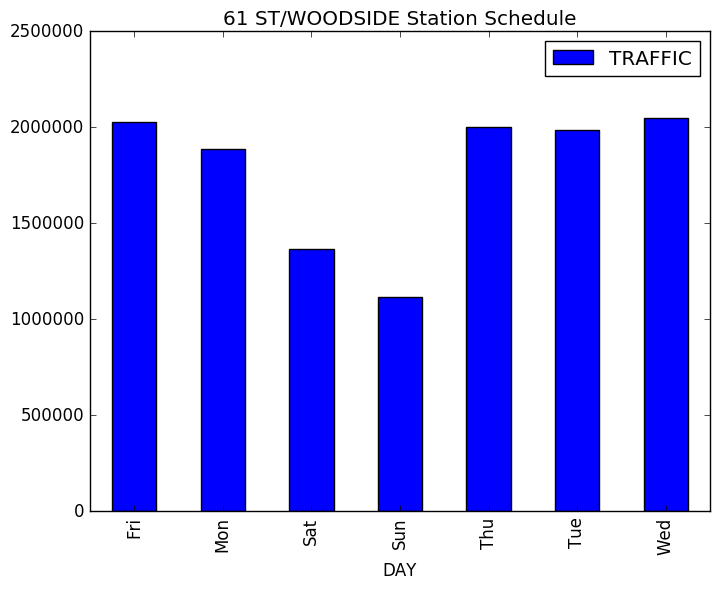 61 ST/WOODSIDE Station Schedule
TRAFFIC
2500000
2000000
1500000
1000000
500000
0
Fri
Mon
Sat
Sun
Thu
Tue
Wed
DAY